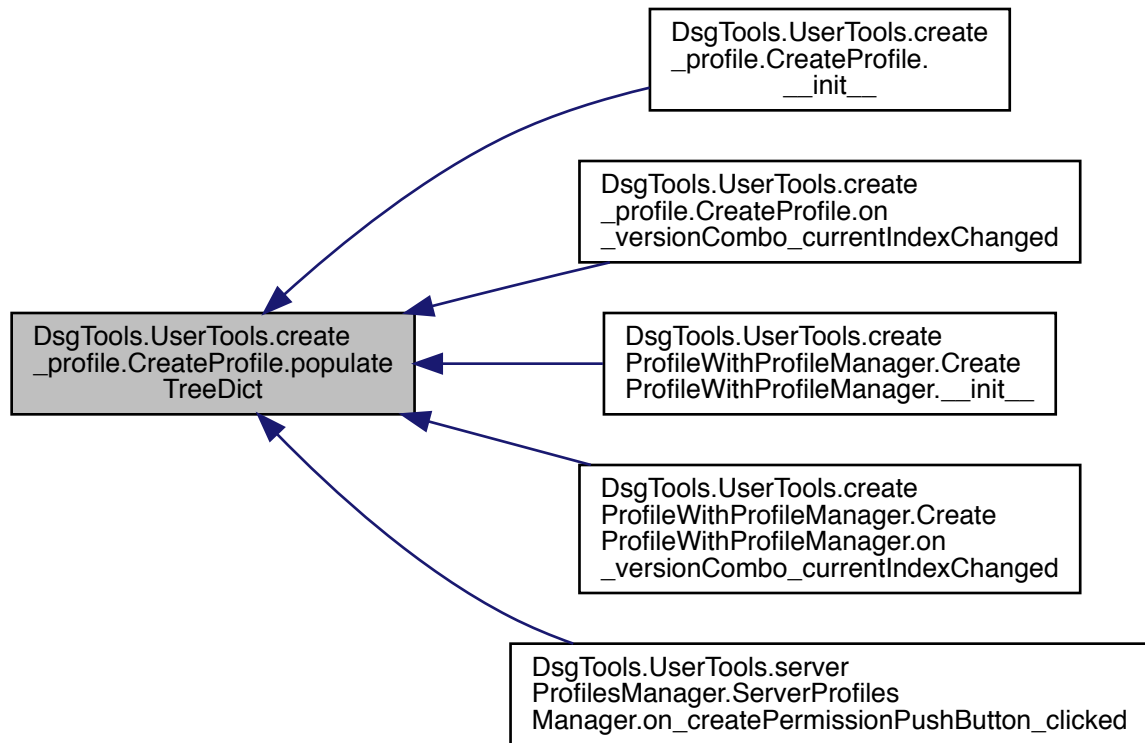 DsgTools.UserTools.create
_profile.CreateProfile.
__init__
DsgTools.UserTools.create
_profile.CreateProfile.on
_versionCombo_currentIndexChanged
DsgTools.UserTools.create
_profile.CreateProfile.populate
TreeDict
DsgTools.UserTools.create
ProfileWithProfileManager.Create
ProfileWithProfileManager.__init__
DsgTools.UserTools.create
ProfileWithProfileManager.Create
ProfileWithProfileManager.on
_versionCombo_currentIndexChanged
DsgTools.UserTools.server
ProfilesManager.ServerProfiles
Manager.on_createPermissionPushButton_clicked